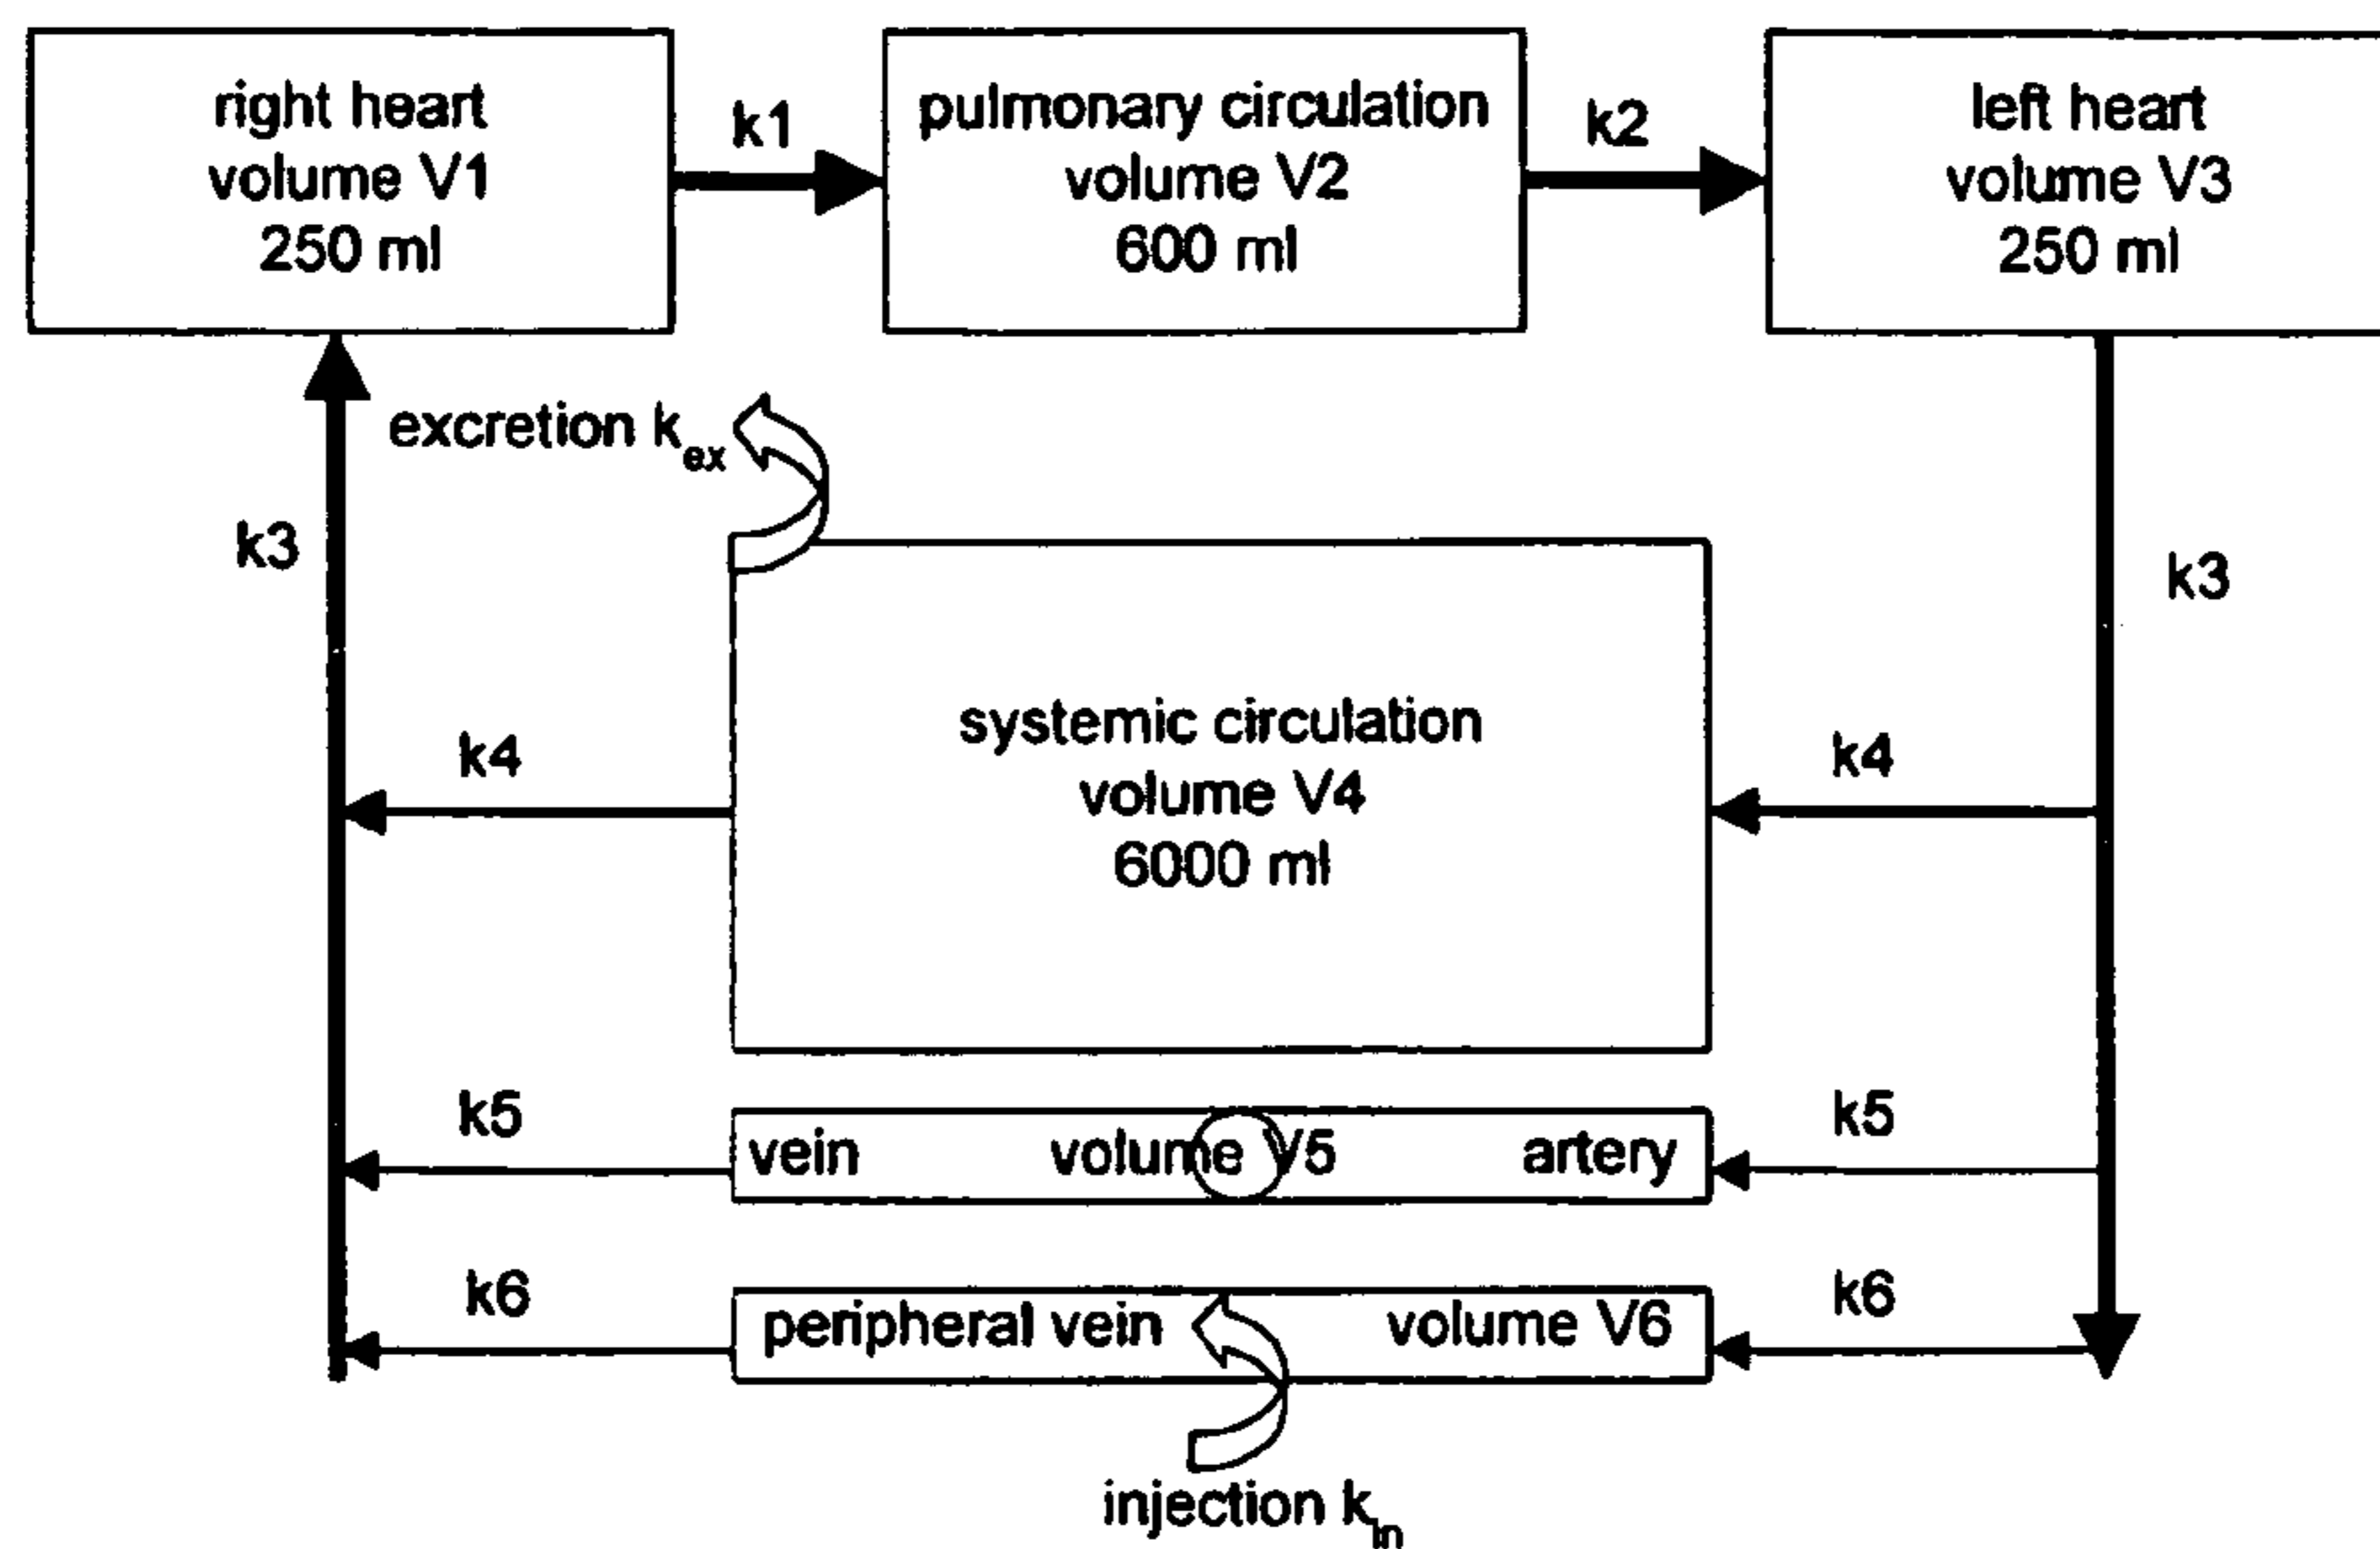 right heart
volume V1
250 ml
k1
pulmonary circulation
volume V2
600 ml
k2
left heart
volume V3
250 ml
excretion kex
k3
k3
systemic circulation
volume V4
6000 ml
k4
k4
k5
vein volume V5 artery
k5
k6
peripheral vein volume V6
k6
injection kin